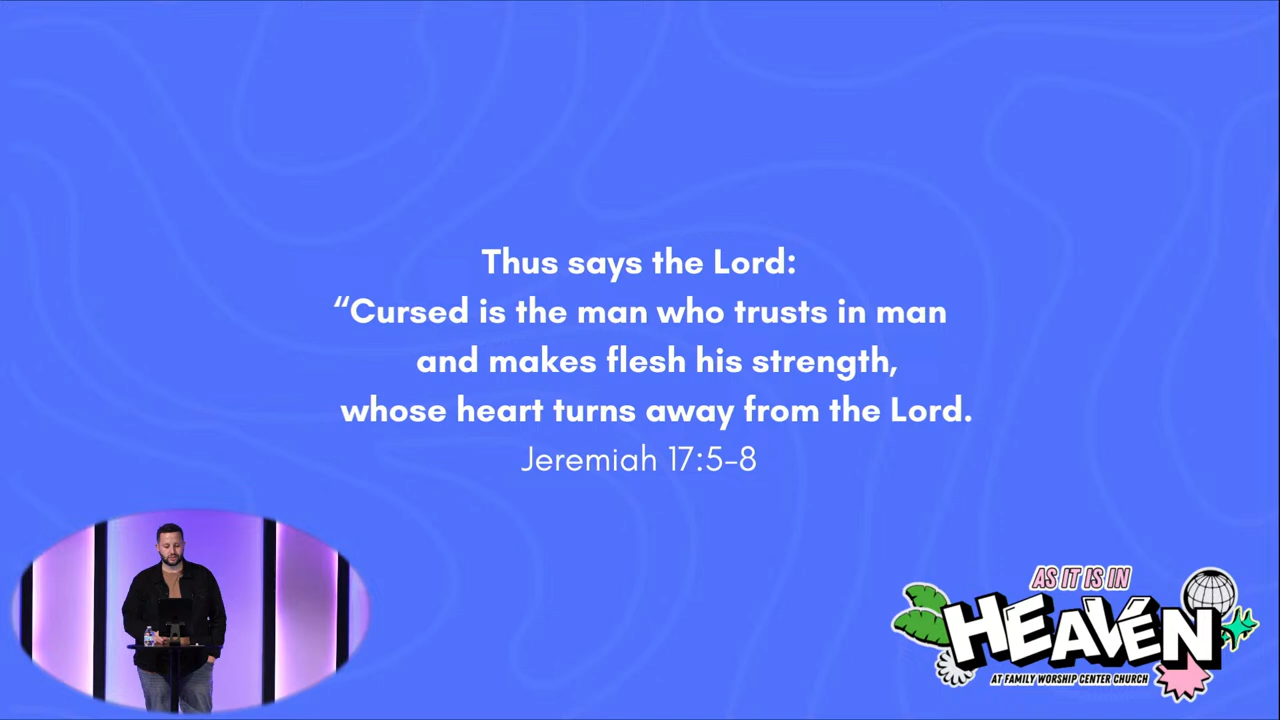 Thus says the Lord:
“Cursed is the man who trusts in man
and makes flesh his strength,
whose heart turns away from the Lord.
Jeremiah 17:5-8
AS IT IS IN
HEAVEN
AT FAMILY WORSHIP CENTER CHURCH